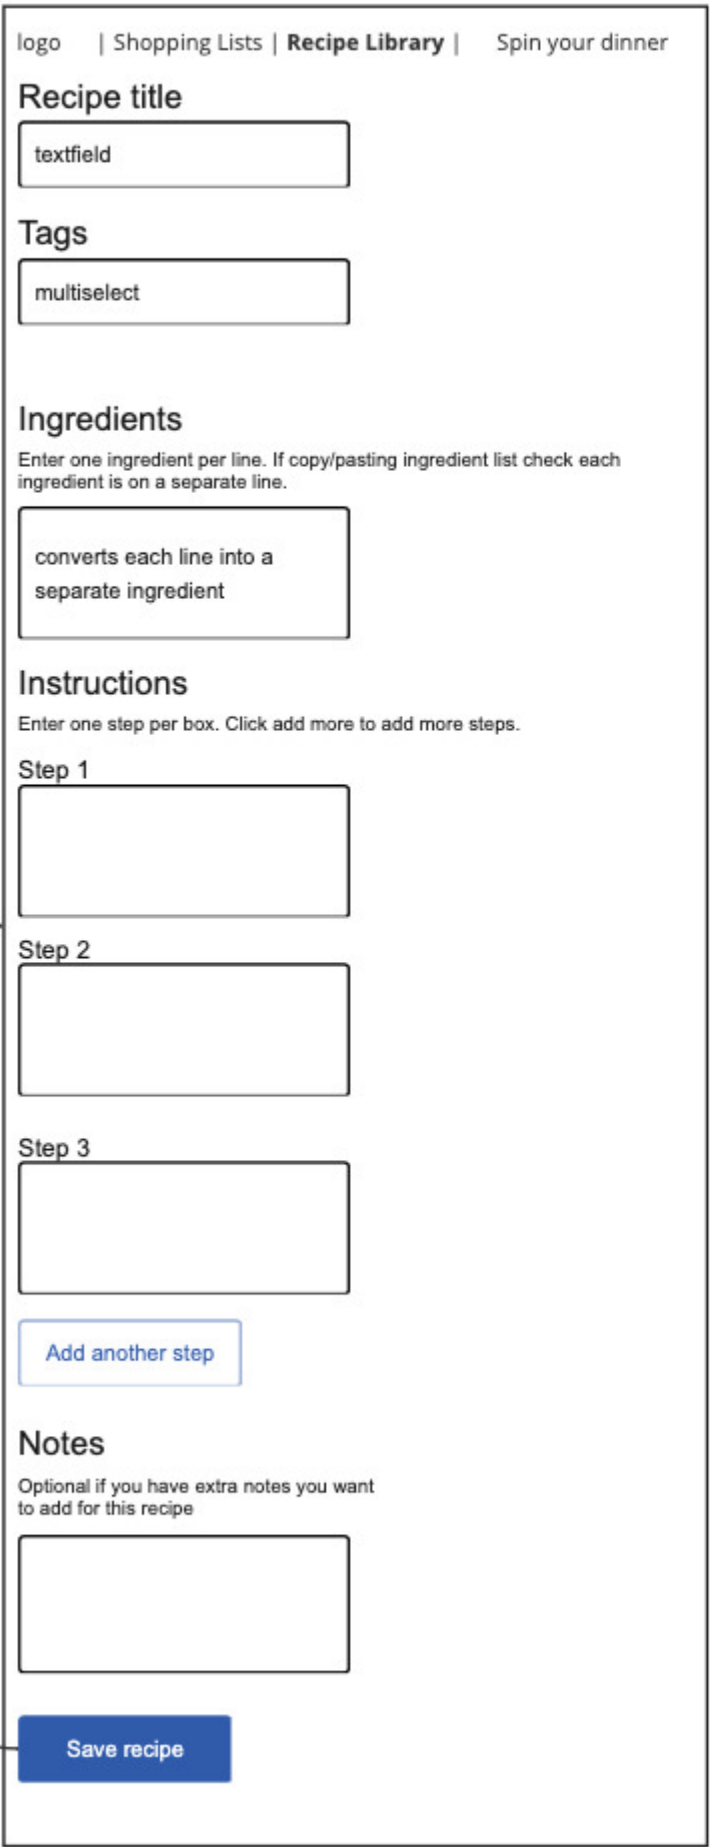 logo | Shopping Lists | Recipe Library | Spin your dinner
Recipe title
textfield
Tags
multiselect
Ingredients
Enter one ingredient per line. If copy/pasting ingredient list check each
ingredient is on a separate line.
converts each line into a
separate ingredient
Instructions
Enter one step per box. Click add more to add more steps.
Step 1
Step 2
Step 3
Add another step
Notes
Optional if you have extra notes you want
to add for this recipe
Save recipe